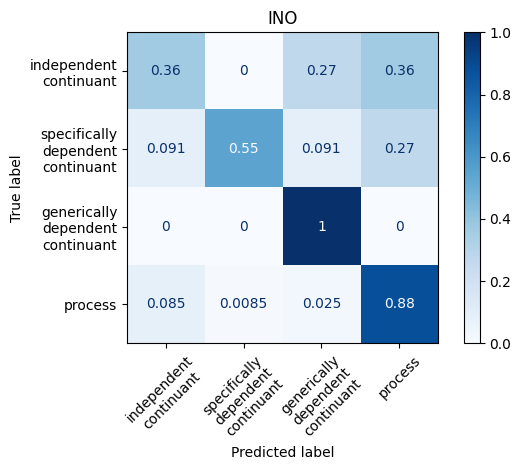 INO
True label
independent
continuant
specifically
dependent
continuant
generically
dependent
continuant
process
0.36 0 0.27 0.36
0.091 0.55 0.091 0.27
0 0 1 0
0.085 0.0085 0.025 0.88
independent
continuant
specifically
dependent
continuant
generically
dependent
continuant
process
Predicted label
1.0
0.8
0.6
0.4
0.2
0.0